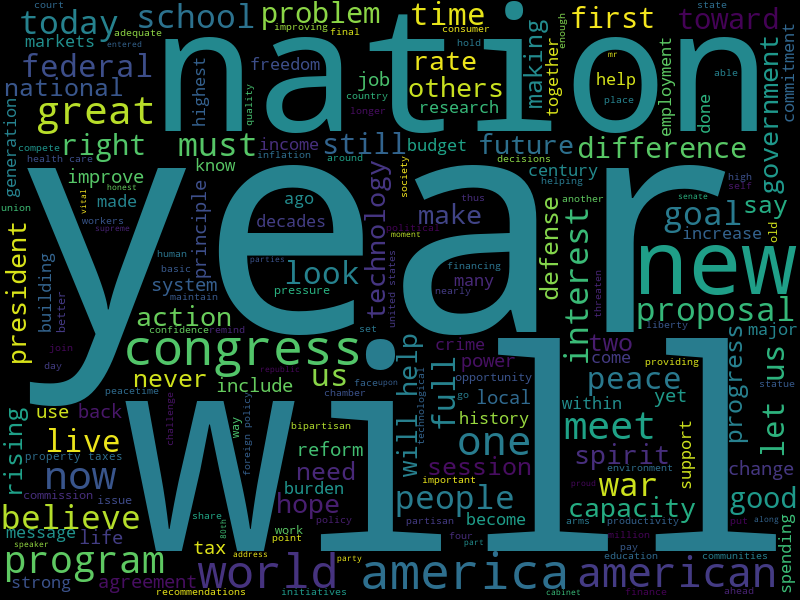 nation
year
will
new
congress
america
american
world
one
program
believe
great
now
people
war
peace
meet
goal
proposal
capacity
let us
government
interest
today
school
problem
time
first
toward
federal
national
others
rate
making
together
help
employment
done
commitment
state
court
adequate
entered
improving
final
consumer
hold
enough
mr
able
place
markets
freedom
highest
quality
job
country
longer
research
generation
compete
health care
union
workers
vital
honest
supreme
right
must
still
budget
future
difference
improve
know
income
inflation
around
made
principle
ago
decades
technology
society
decisions
century
helping
another
thus
make
political
moment
high
self
senate
say
old
increase
president
building
better
human
basic
system
maintain
look
pressure
parties
united states
many
nearly
financing
defense
threaten
liberty
major
action
confidence
remind
set
join
day
peacetime
never
include
republic
us
face
upon
chamber
crime
power
opportunity
go
two
come
providing
statue
full
will help
technological
local
history
within
yet
progress
use
back
challenge
way
foreign policy
bipartisan
reform
rising
live
property taxes
commission
issue
need
burden
hope
session
important
spirit
environment
support
change
proud
put
along
good
spending
message
life
share
80th
work
policy
point
partisan
become
four
part
arms
productivity
million
pay
education
communities
speaker
strong
agreement
tax
address
party
recommendations
initiatives
cabinet
finance
ahead